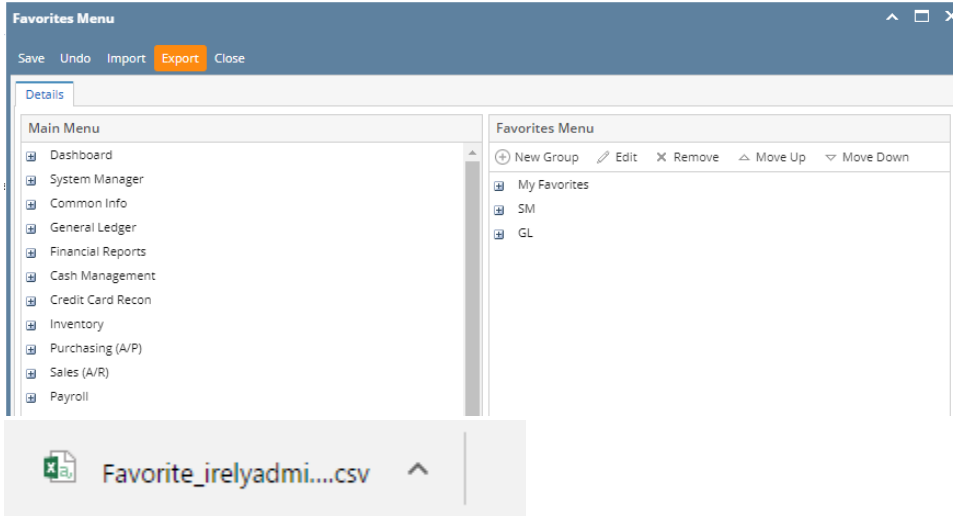 Favorites Menu
Save Undo Import Export Close
Details
Main Menu
Dashboard
System Manager
Common Info
General Ledger
Financial Reports
Cash Management
Credit Card Recon
Inventory
Purchasing (A/P)
Sales (A/R)
Payroll
Favorites Menu
New Group Edit Remove Move Up Move Down
My Favorites
SM
GL
Favorite_irelyadmi....csv